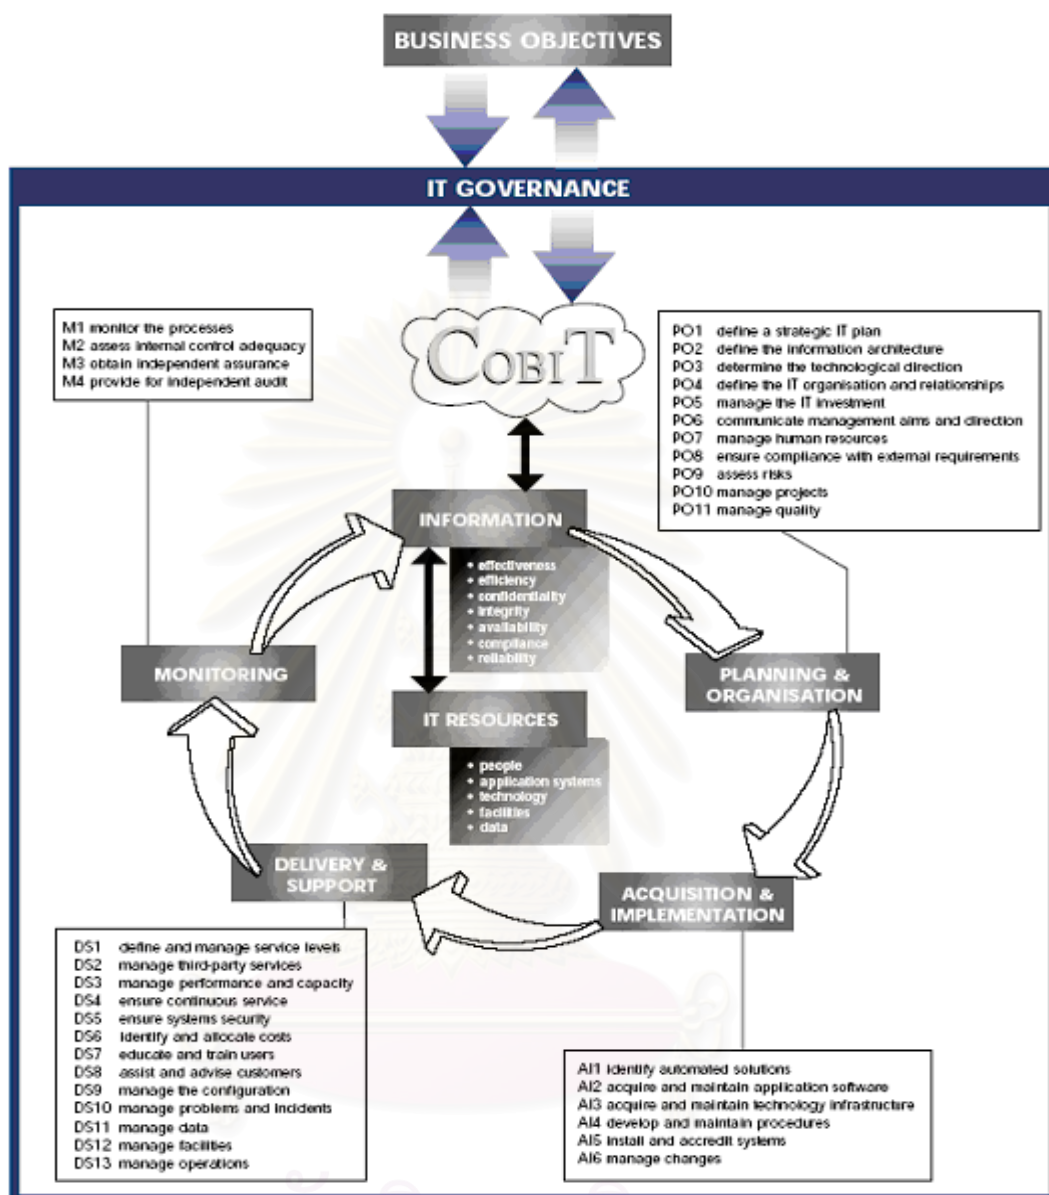 BUSINESS OBJECTIVES
IT GOVERNANCE
COBIT
M1 monitor the processes
M2 assess internal control adequacy
M3 obtain independent assurance
M4 provide for independent audit
PO1 define a strategic IT plan
PO2 define the information architecture
PO3 determine the technological direction
PO4 define the IT organisation and relationships
PO5 manage the IT investment
PO6 communicate management aims and direction
PO7 manage human resources
PO8 ensure compliance with external requirements
PO9 assess risks
PO10 manage projects
PO11 manage quality
INFORMATION
• effectiveness
• efficiency
• confidentiality
• integrity
• availability
• compliance
• reliability
MONITORING
PLANNING &
ORGANISATION
IT RESOURCES
• people
• application systems
• technology
• facilities
• data
DELIVERY &
SUPPORT
ACQUISITION &
IMPLEMENTATION
DS1 define and manage service levels
DS2 manage third-party services
DS3 manage performance and capacity
DS4 ensure continuous service
DS5 ensure systems security
DS6 identify and allocate costs
DS7 educate and train users
DS8 assist and advise customers
DS9 manage the configuration
DS10 manage problems and incidents
DS11 manage data
DS12 manage facilities
DS13 manage operations
AI1 identify automated solutions
AI2 acquire and maintain application software
AI3 acquire and maintain technology infrastructure
AI4 develop and maintain procedures
AI5 install and accredit systems
AI6 manage changes